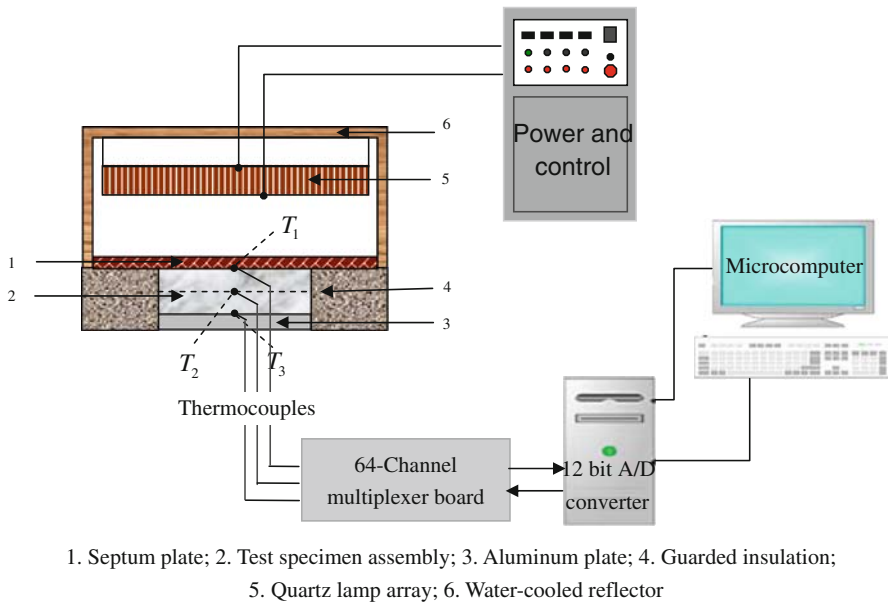 Power and
control
6
5
T1
1
Microcomputer
2
4
3
T2
T3
Thermocouples
64-Channel
multiplexer board
12 bit A/D
converter
1. Septum plate; 2. Test specimen assembly; 3. Aluminum plate; 4. Guarded insulation;
5. Quartz lamp array; 6. Water-cooled reflector